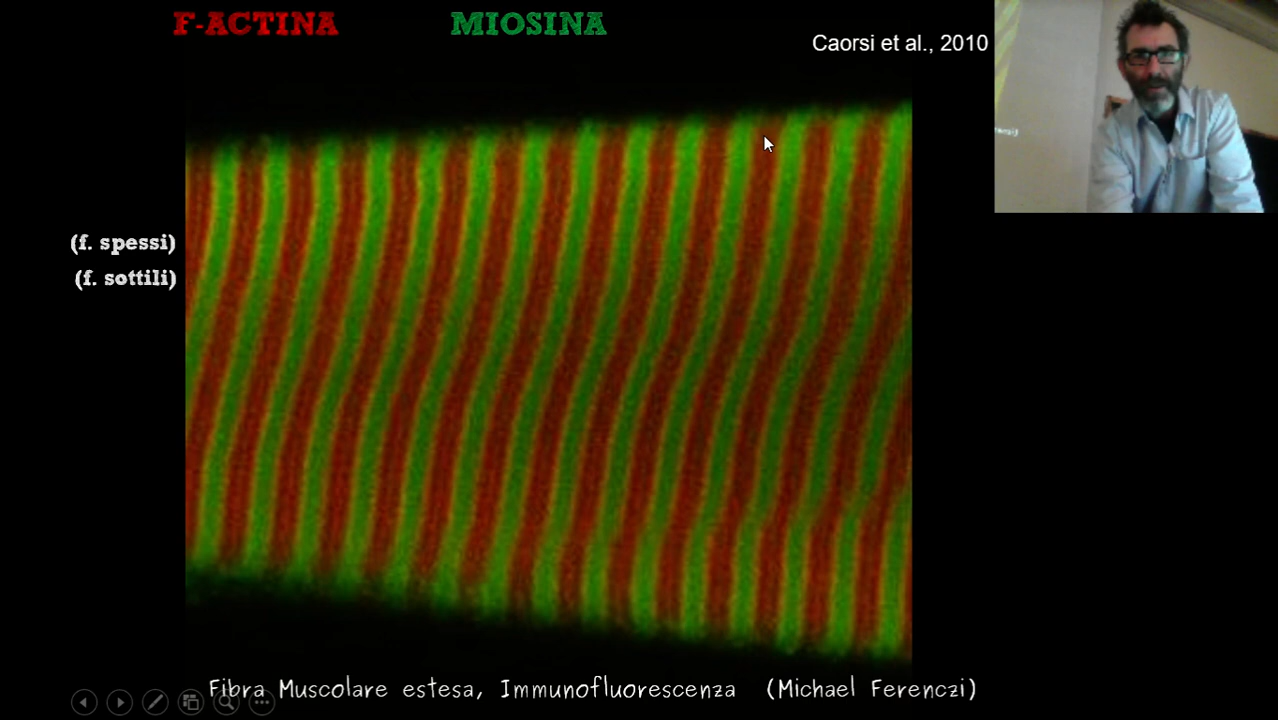 F-ACTINA MIOSINA
Caorsi et al., 2010
(f. spessi)
(f. sottili)
Fibra Muscolare estesa, Immunofluorescenza (Michael Ferenczi)